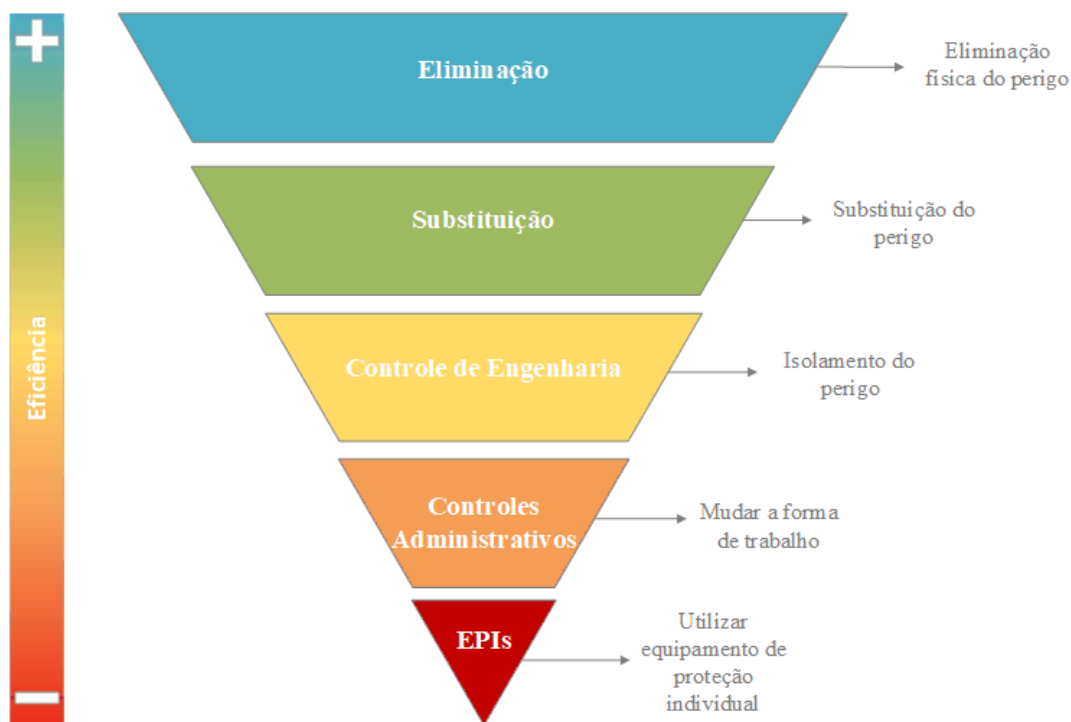 Eficiência
Eliminação
Eliminação
física do perigo
Substituição
Substituição do
perigo
Controle de Engenharia
Isolamento do
perigo
Controles
Administrativos
Mudar a forma
de trabalho
EPIs
Utilizar
equipamento de
proteção
individual